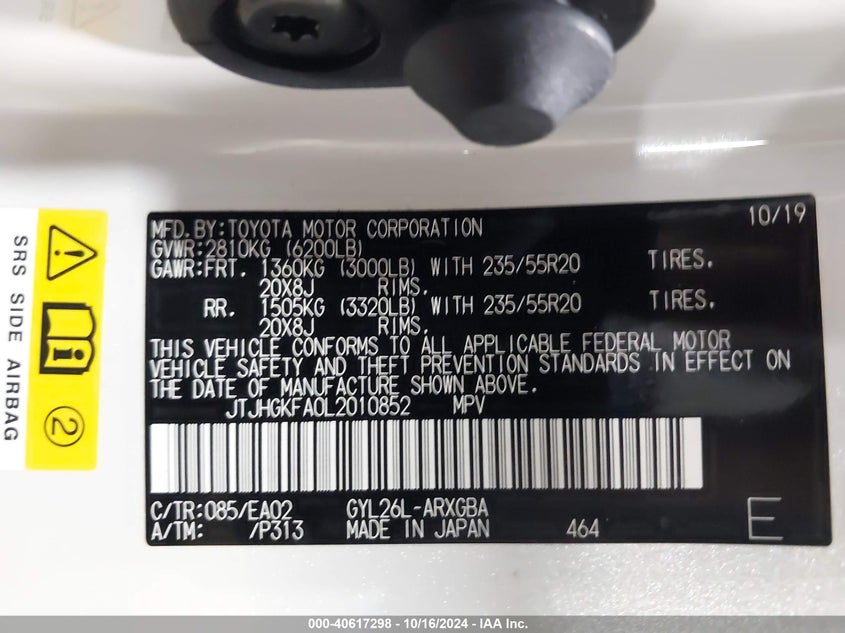 MFD.BY:TOYOTA MOTOR CORPORATION 10/19
GVWR:2810KG (6200LB)
GAWR:FRT. 1360KG (3000LB) WITH 235/55R20 TIRES.
20X8J RIMS.
RR. 1505KG (3320LB) WITH 235/55R20 TIRES.
20X8J RIMS.
THIS VEHICLE CONFORMS TO ALL APPLICABLE FEDERAL MOTOR
VEHICLE SAFETY AND THEFT PREVENTION STANDARDS IN EFFECT ON
THE DATE OF MANUFACTURE SHOWN ABOVE.
JTJHGKFA0L2010852 MPV
C/TR:085/EA02 GYL26L-ARXGBA
A/TM: /P313 MADE IN JAPAN 464 E
SRS SIDE AIRBAG
2
000-40617298 - 10/16/2024 - IAA Inc.